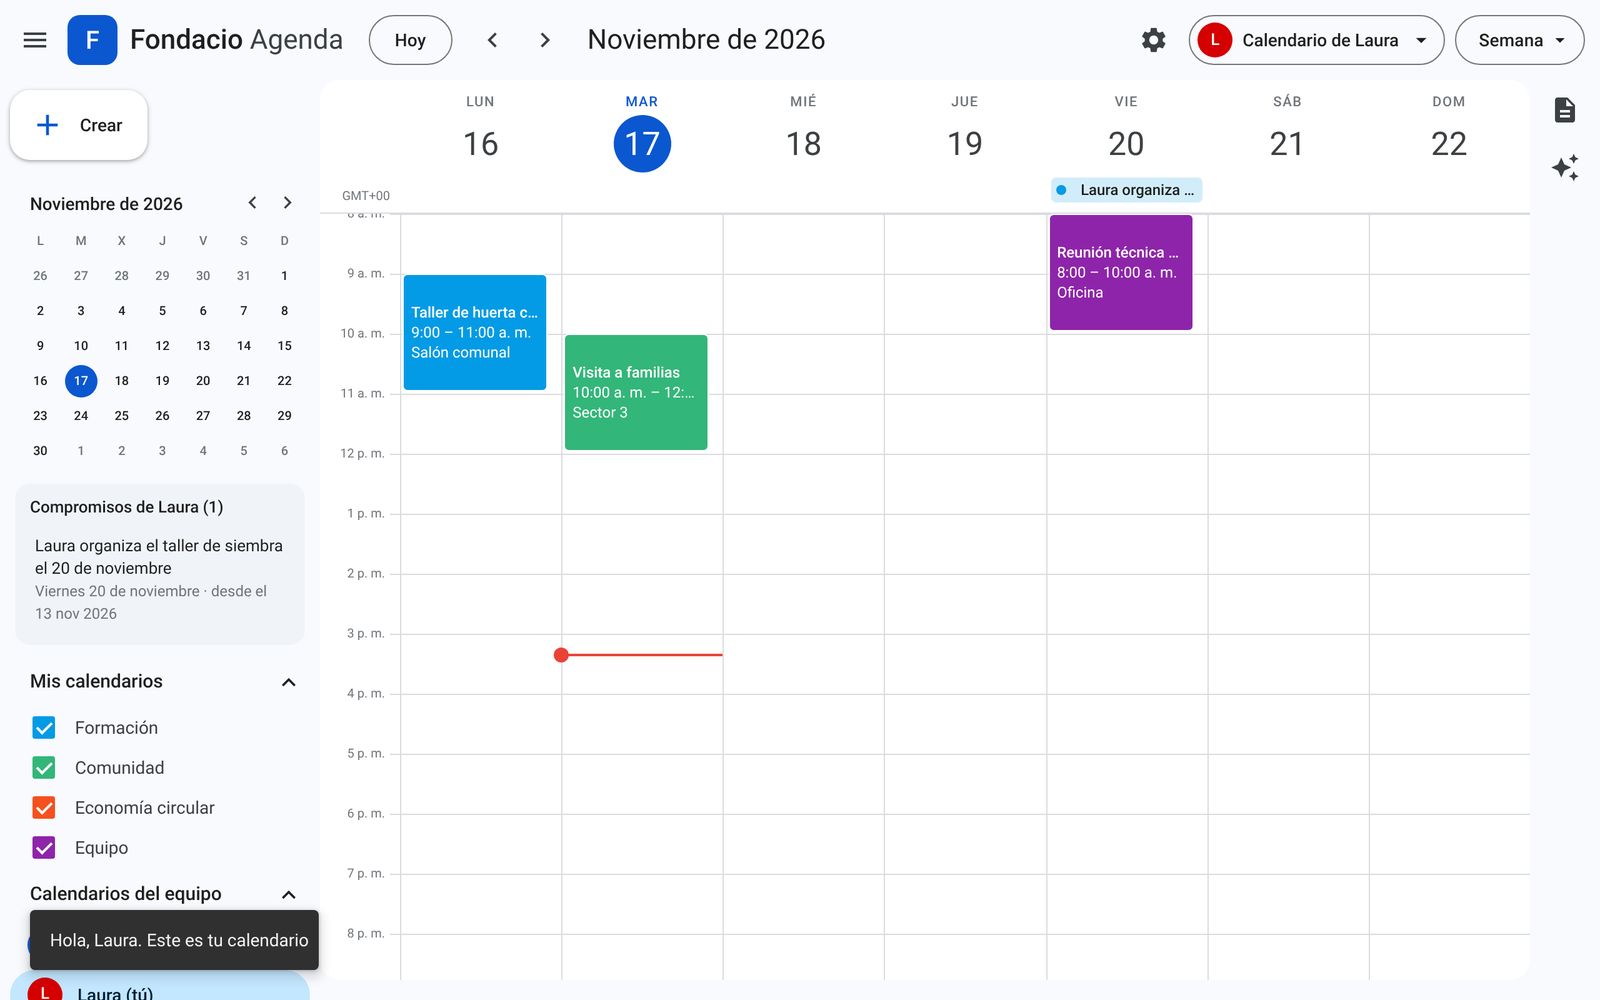 F Fondacio Agenda
Hoy
Noviembre de 2026
L Calendario de Laura
Semana
Crear
Noviembre de 2026
L M X J V S D
26 27 28 29 30 31 1
2 3 4 5 6 7 8
9 10 11 12 13 14 15
16 17 18 19 20 21 22
23 24 25 26 27 28 29
30 1 2 3 4 5 6
Compromisos de Laura (1)
Laura organiza el taller de siembra
el 20 de noviembre
Viernes 20 de noviembre · desde el
13 nov 2026
Mis calendarios
Formación
Comunidad
Economía circular
Equipo
Calendarios del equipo
Hola, Laura. Este es tu calendario
L Laura (tú)
LUN MAR MIÉ JUE VIE SÁB DOM
16 17 18 19 20 21 22
GMT+00
Laura organiza ...
8 a. m.
9 a. m.
10 a. m.
11 a. m.
12 p. m.
1 p. m.
2 p. m.
3 p. m.
4 p. m.
5 p. m.
6 p. m.
7 p. m.
8 p. m.
Taller de huerta c...
9:00 – 11:00 a. m.
Salón comunal
Visita a familias
10:00 a. m. – 12:...
Sector 3
Reunión técnica ...
8:00 – 10:00 a. m.
Oficina